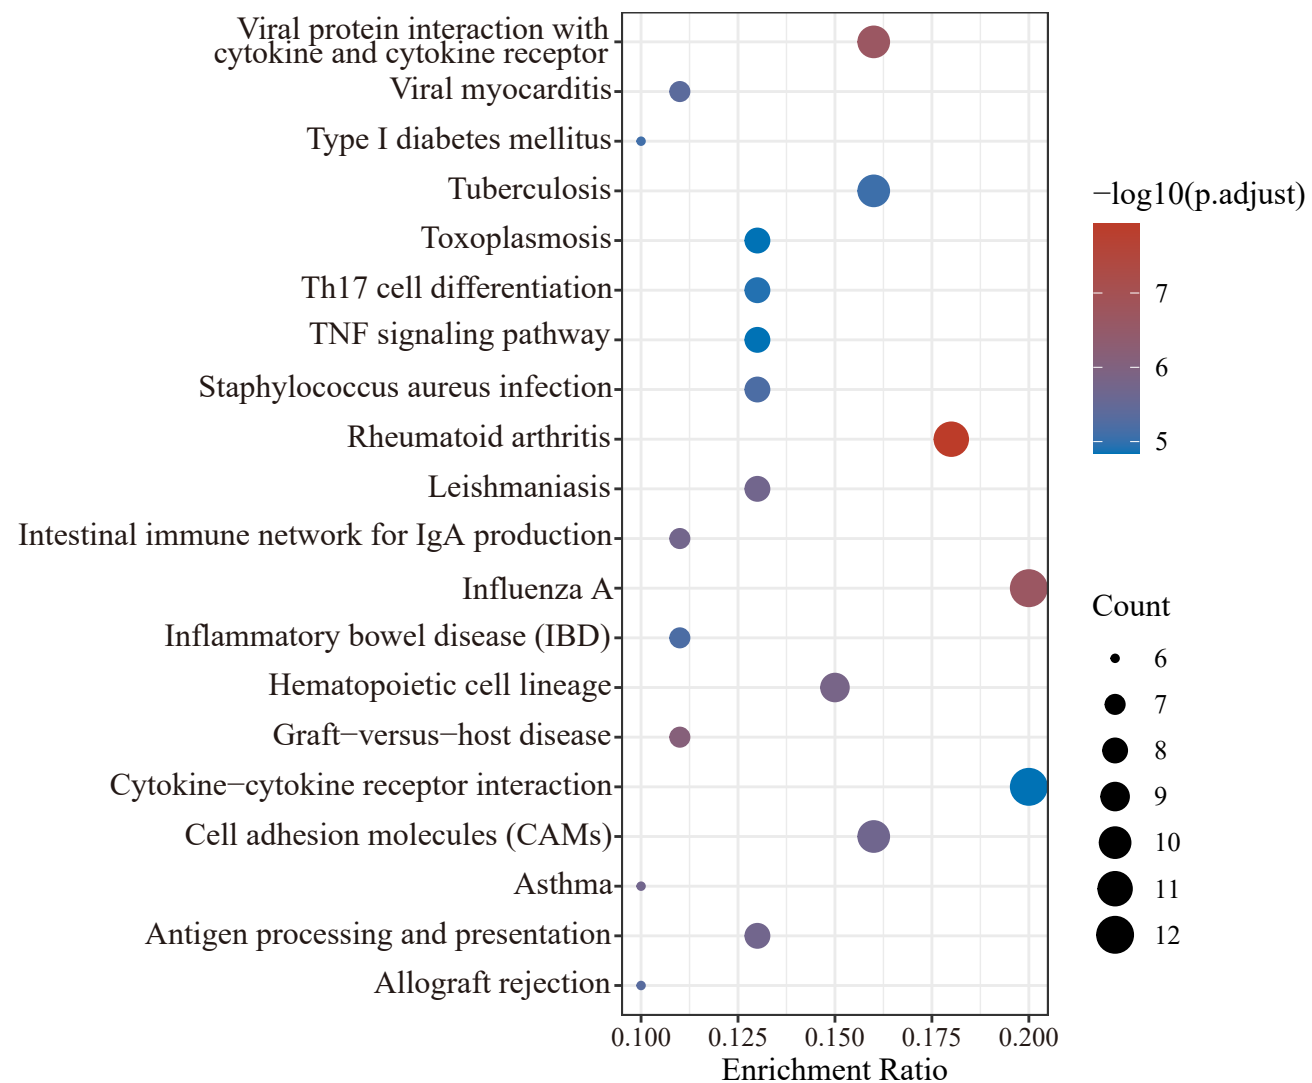 Viral protein interaction with
cytokine and cytokine receptor
Viral myocarditis
Type I diabetes mellitus
Tuberculosis
Toxoplasmosis
Th17 cell differentiation
TNF signaling pathway
Staphylococcus aureus infection
Rheumatoid arthritis
Leishmaniasis
Intestinal immune network for IgA production
Influenza A
Inflammatory bowel disease (IBD)
Hematopoietic cell lineage
Graft−versus−host disease
Cytokine−cytokine receptor interaction
Cell adhesion molecules (CAMs)
Asthma
Antigen processing and presentation
Allograft rejection
0.100 0.125 0.150 0.175 0.200
Enrichment Ratio
−log10(p.adjust)
7
6
5
Count
6
7
8
9
10
11
12